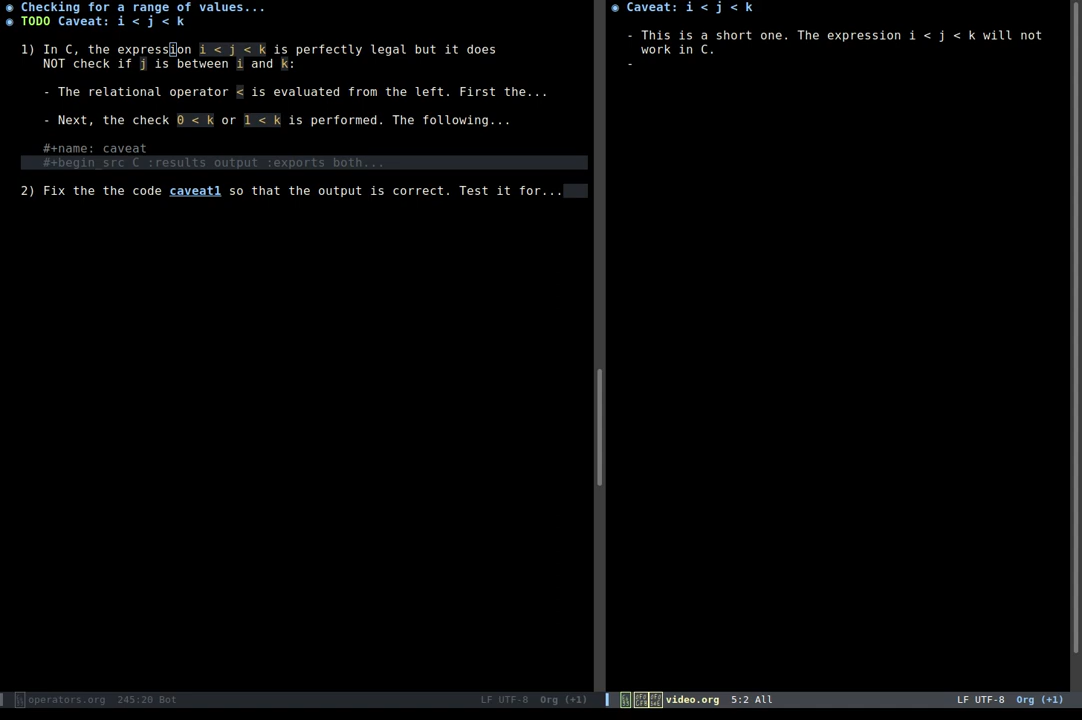 Checking for a range of values...
TODO Caveat: i < j < k
1) In C, the expression i < j < k is perfectly legal but it does
NOT check if j is between i and k:
- The relational operator < is evaluated from the left. First the...
- Next, the check 0 < k or 1 < k is performed. The following...
#+name: caveat
#+begin_src C :results output :exports both...
2) Fix the the code caveat1 so that the output is correct. Test it for...
operators.org 245:20 Bot LF UTF-8 Org (+1)
Caveat: i < j < k
- This is a short one. The expression i < j < k will not
work in C.
-
video.org 5:2 All LF UTF-8 Org (+1)